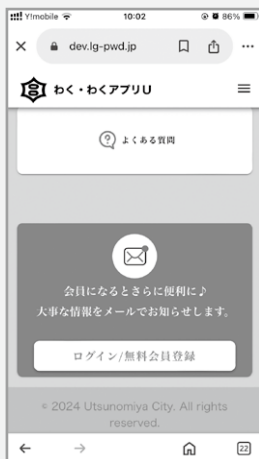 Y!mobile 10:02 86%
dev.lg-pwd.jp
わく・わくアプリU
よくある質問
会員になるとさらに便利に♪
大事な情報をメールでお知らせします。
ログイン/無料会員登録
© 2024 Utsunomiya City. All rights
reserved.
22